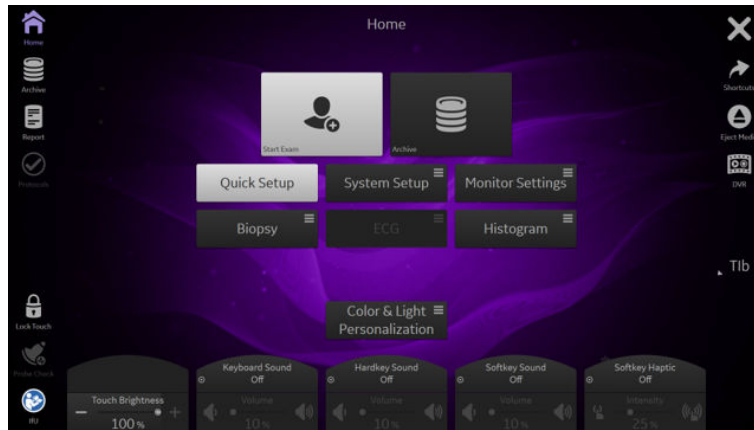 Home
Home
Archive
Report
Protocols
Lock Touch
Probe Check
IFU
Start Exam
Archive
Quick Setup
System Setup
Monitor Settings
Biopsy
ECG
Histogram
Color & Light
Personalization
Shortcuts
Eject Media
DVR
TIb
Touch Brightness
100 %
Keyboard Sound
Off
Volume
10 %
Hardkey Sound
Off
Volume
10 %
Softkey Sound
Off
Volume
10 %
Softkey Haptic
Off
Intensity
25 %